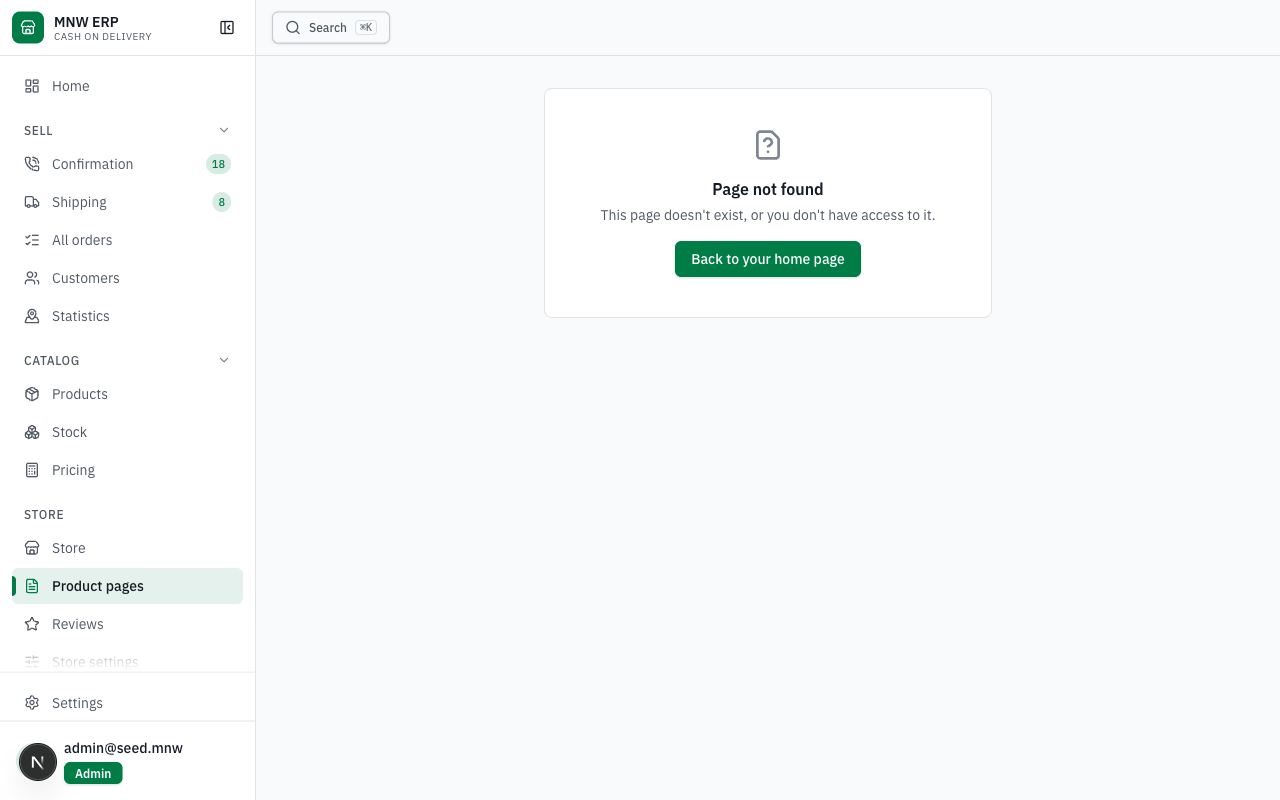 MNW ERP
CASH ON DELIVERY
Search ⌘K
Home
SELL
Confirmation 18
Shipping 8
All orders
Customers
Statistics
CATALOG
Products
Stock
Pricing
STORE
Store
Product pages
Reviews
Store settings
Settings
N
admin@seed.mnw
Admin
Page not found
This page doesn't exist, or you don't have access to it.
Back to your home page